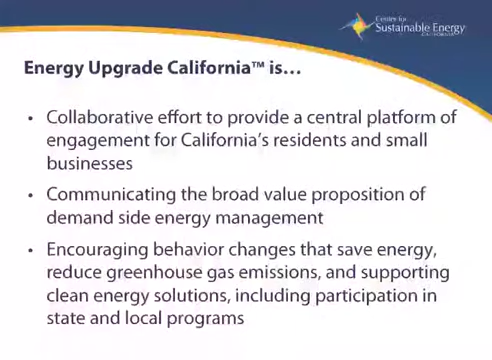 Center for
Sustainable Energy
CALIFORNIA
Energy Upgrade California™ is…
• Collaborative effort to provide a central platform of
engagement for California's residents and small
businesses
• Communicating the broad value proposition of
demand side energy management
• Encouraging behavior changes that save energy,
reduce greenhouse gas emissions, and supporting
clean energy solutions, including participation in
state and local programs